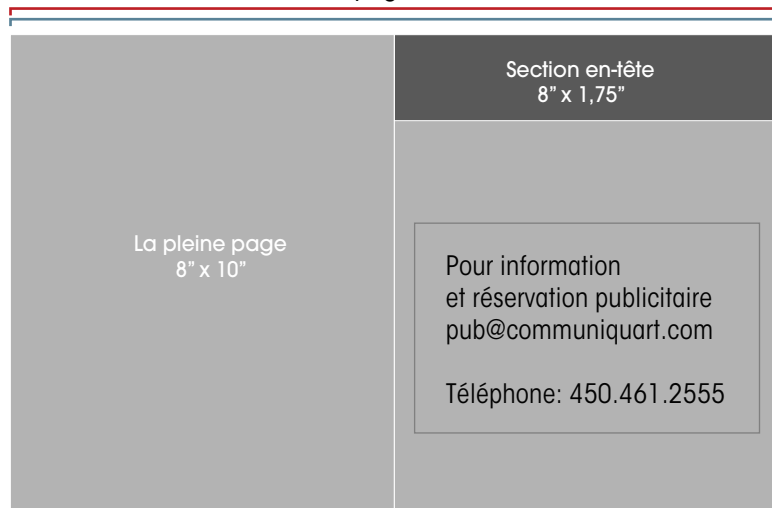 La pleine page
8” x 10”
Section en-tête
8” x 1,75”
Pour information
et réservation publicitaire
pub@communiquart.com
Téléphone: 450.461.2555